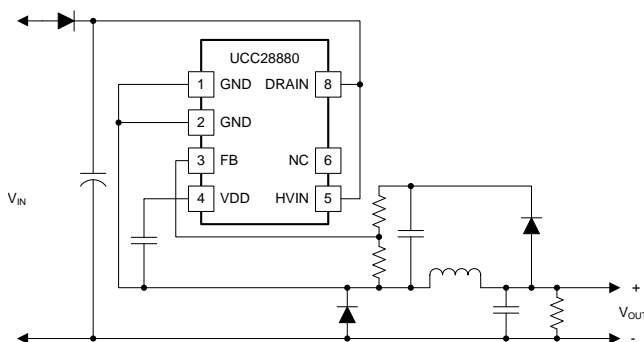 UCC28880
1 GND DRAIN 8
2 GND
3 FB NC 6
4 VDD HVIN 5
VIN
+
VOUT
-